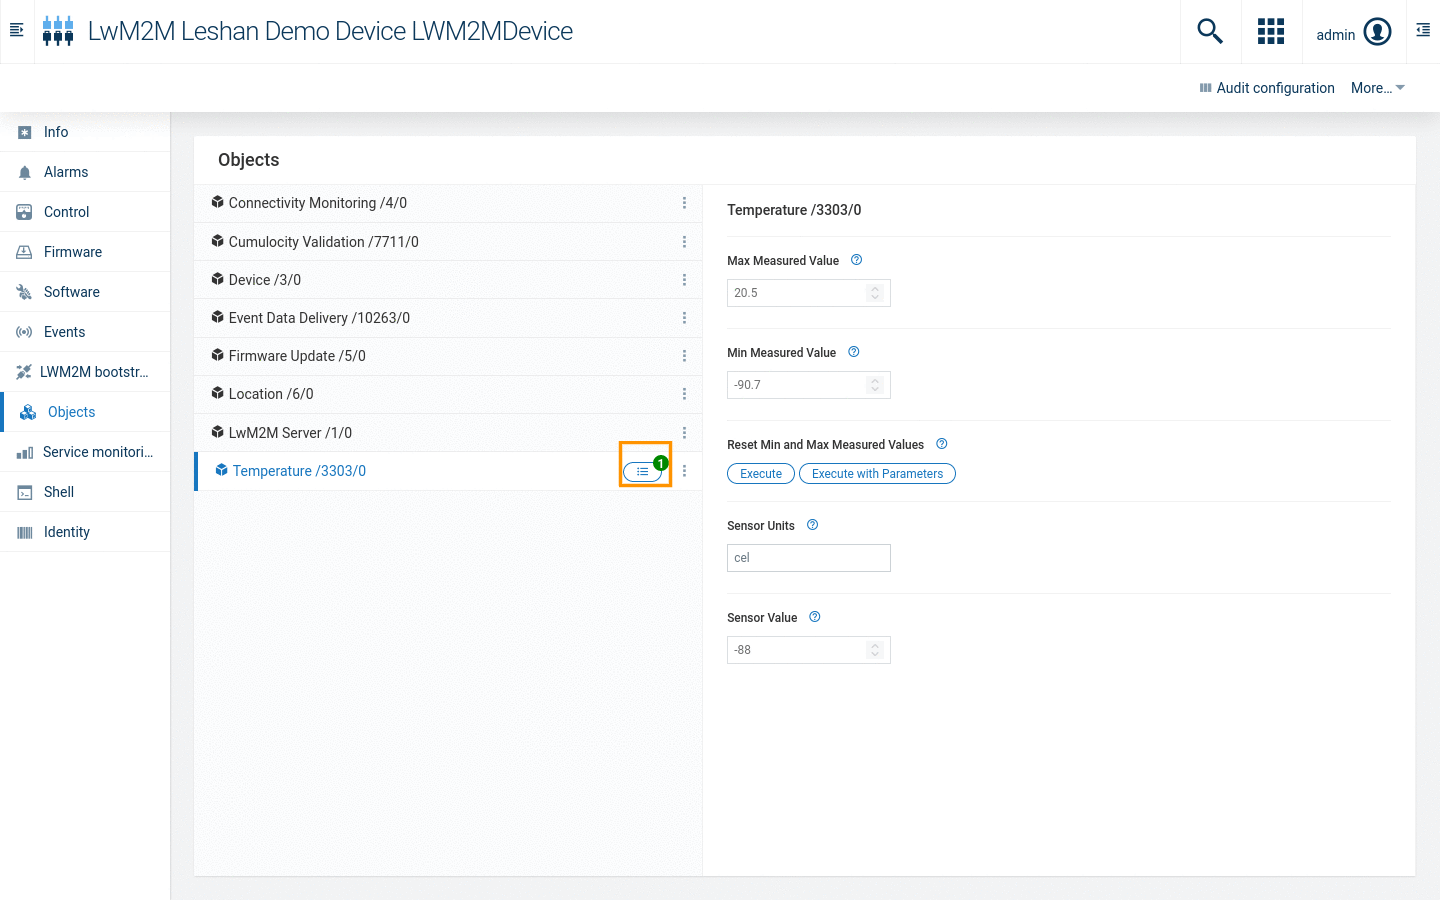 LwM2M Leshan Demo Device LWM2MDevice
admin
Audit configuration
More...
Info
Alarms
Control
Firmware
Software
Events
LWM2M bootstr...
Objects
Service monitori...
Shell
Identity
Objects
Connectivity Monitoring /4/0
Cumulocity Validation /7711/0
Device /3/0
Event Data Delivery /10263/0
Firmware Update /5/0
Location /6/0
LwM2M Server /1/0
Temperature /3303/0
1
Temperature /3303/0
Max Measured Value
20.5
Min Measured Value
-90.7
Reset Min and Max Measured Values
Execute
Execute with Parameters
Sensor Units
cel
Sensor Value
-88